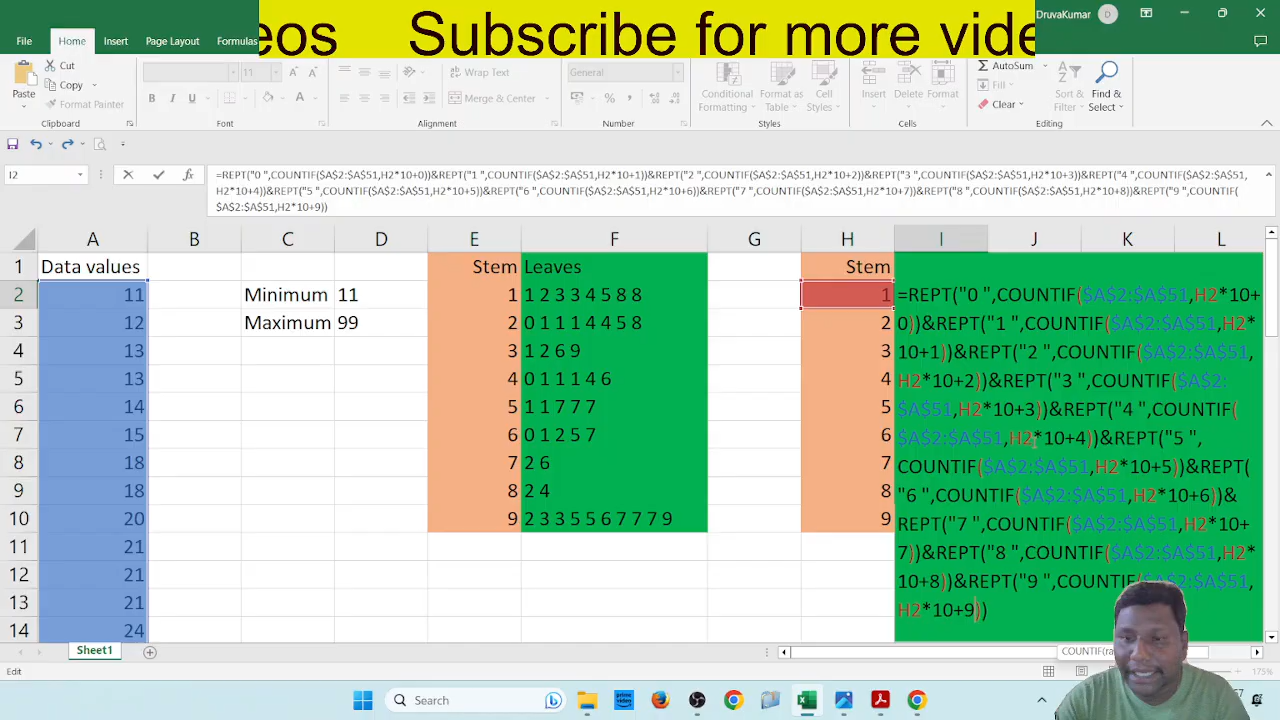 eos Subscribe for more vide
DruvaKumar D
File Home Insert Page Layout Formulas
Paste
Cut
Copy
Format Painter
Clipboard
11
B I U
A
Font
Wrap Text
Merge & Center
Alignment
General
%
Number
Conditional Formatting
Format as Table
Cell Styles
Styles
Insert Delete Format
Cells
AutoSum
Fill
Clear
Sort & Filter
Find & Select
Editing
I2
fx
=REPT("0 ",COUNTIF($A$2:$A$51,H2*10+0))&REPT("1 ",COUNTIF($A$2:$A$51,H2*10+1))&REPT("2 ",COUNTIF($A$2:$A$51,H2*10+2))&REPT("3 ",COUNTIF($A$2:$A$51,H2*10+3))&REPT("4 ",COUNTIF($A$2:$A$51,
H2*10+4))&REPT("5 ",COUNTIF($A$2:$A$51,H2*10+5))&REPT("6 ",COUNTIF($A$2:$A$51,H2*10+6))&REPT("7 ",COUNTIF($A$2:$A$51,H2*10+7))&REPT("8 ",COUNTIF($A$2:$A$51,H2*10+8))&REPT("9 ",COUNTIF(
$A$2:$A$51,H2*10+9))
A B C D E F G H I J K L
1 Data values Stem Leaves Stem
2 11 Minimum 11 1 1 2 3 3 4 5 8 8 1 =REPT("0 ",COUNTIF($A$2:$A$51,H2*10+
3 12 Maximum 99 2 0 1 1 1 4 4 5 8 2 0))&REPT("1 ",COUNTIF($A$2:$A$51,H2*
4 13 3 1 2 6 9 3 10+1))&REPT("2 ",COUNTIF($A$2:$A$51,
5 13 4 0 1 1 1 4 6 4 H2*10+2))&REPT("3 ",COUNTIF($A$2:
6 14 5 1 1 7 7 7 5 $A$51,H2*10+3))&REPT("4 ",COUNTIF(
7 15 6 0 1 2 5 7 6 $A$2:$A$51,H2*10+4))&REPT("5 ",
8 18 7 2 6 7 COUNTIF($A$2:$A$51,H2*10+5))&REPT(
9 18 8 2 4 8 "6 ",COUNTIF($A$2:$A$51,H2*10+6))&
10 20 9 2 3 3 5 5 6 7 7 7 9 9 REPT("7 ",COUNTIF($A$2:$A$51,H2*10+
11 21 7))&REPT("8 ",COUNTIF($A$2:$A$51,H2*
12 21 10+8))&REPT("9 ",COUNTIF($A$2:$A$51,
13 21 H2*10+9))
14 24
Sheet1
COUNTIF(ra
Edit
175%
Search
prime video